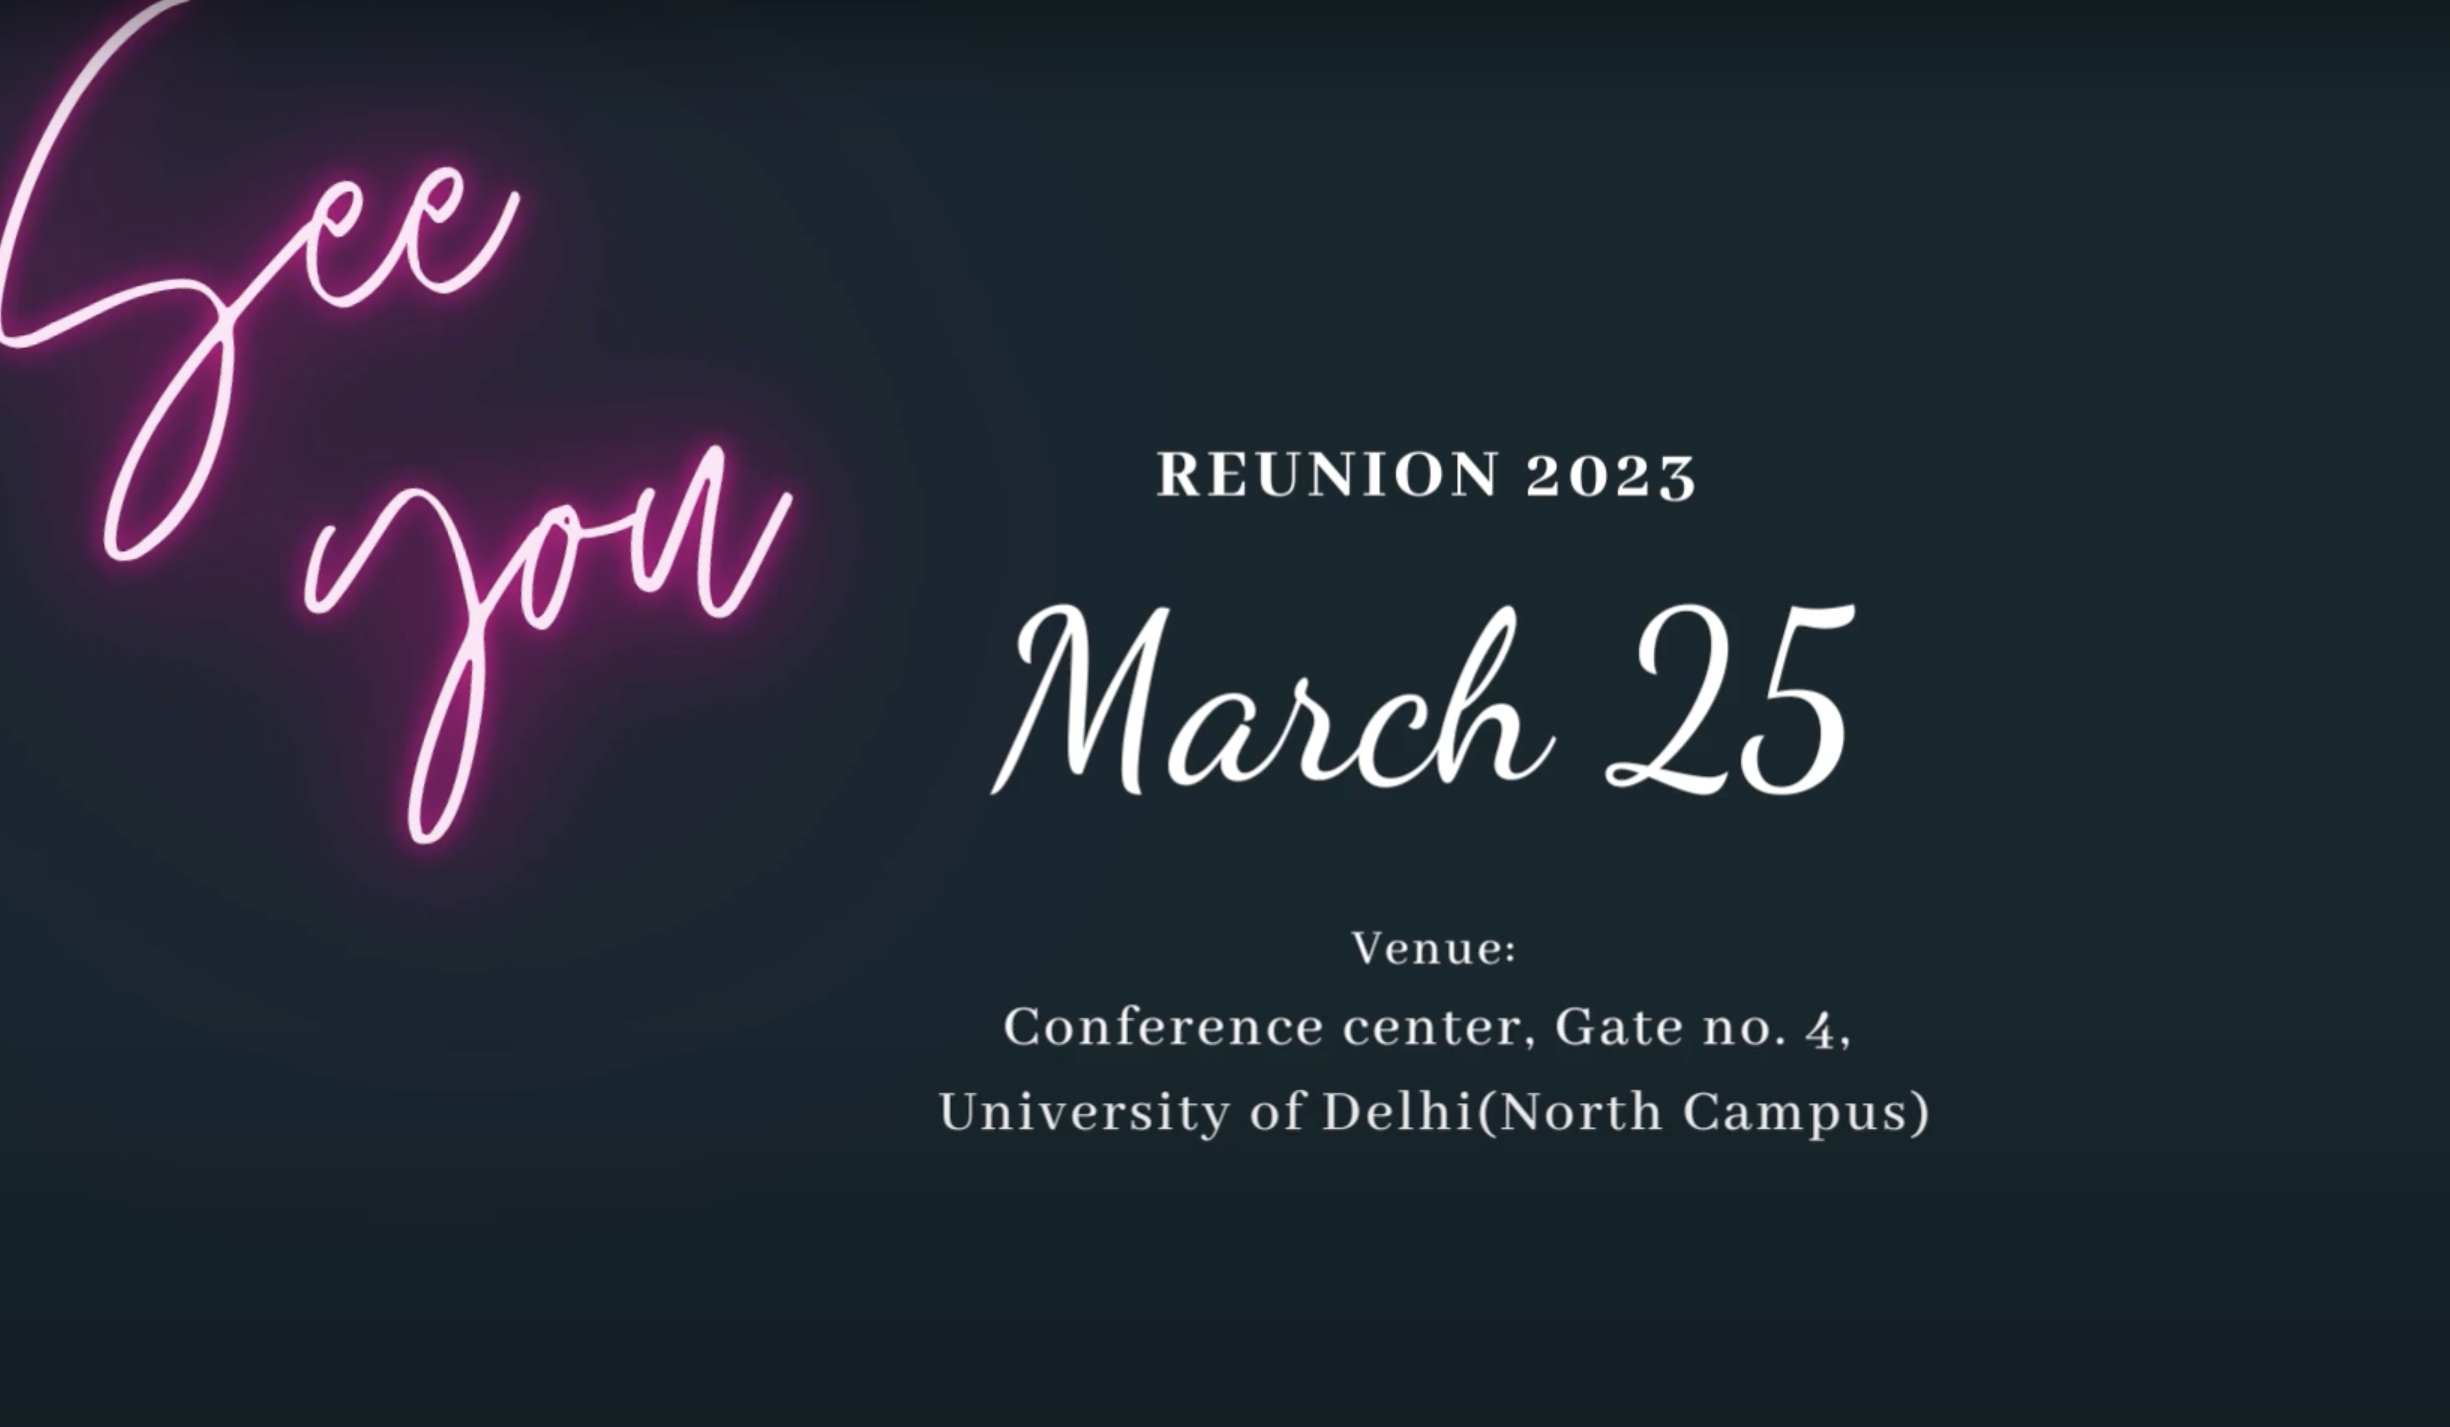 See
you
REUNION 2023
March 25
Venue:
Conference center, Gate no. 4,
University of Delhi(North Campus)